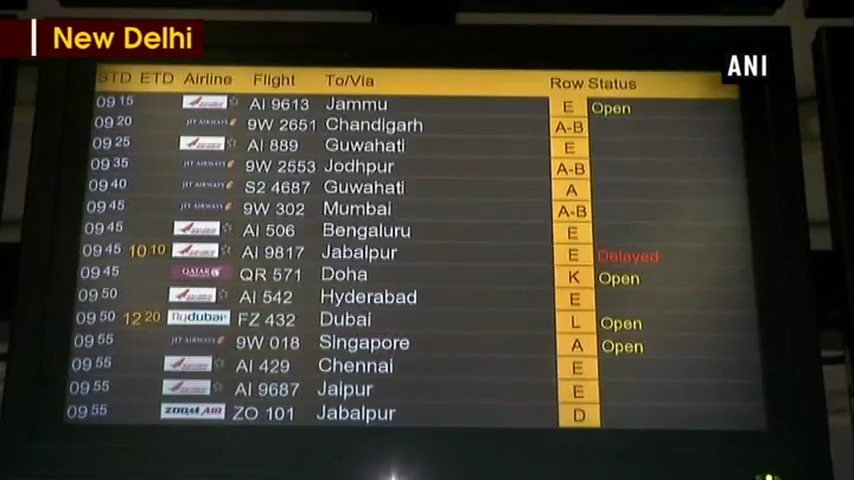 New Delhi
ANI
STD ETD Airline Flight To/Via Row Status
09 15 AI 9613 Jammu E Open
09 20 JET AIRWAYS 9W 2651 Chandigarh A-B
09 25 AI 889 Guwahati E
09 35 JET AIRWAYS 9W 2553 Jodhpur A-B
09 40 JET AIRWAYS S2 4687 Guwahati A
09 45 JET AIRWAYS 9W 302 Mumbai A-B
09 45 AI 506 Bengaluru E
09 45 10 10 AI 9817 Jabalpur E Delayed
09 45 QATAR QR 571 Doha K Open
09 50 AI 542 Hyderabad E
09 50 12 20 flydubai FZ 432 Dubai L Open
09 55 JET AIRWAYS 9W 018 Singapore A Open
09 55 AI 429 Chennai E
09 55 AI 9687 Jaipur E
09 55 ZOOM AIR ZO 101 Jabalpur D